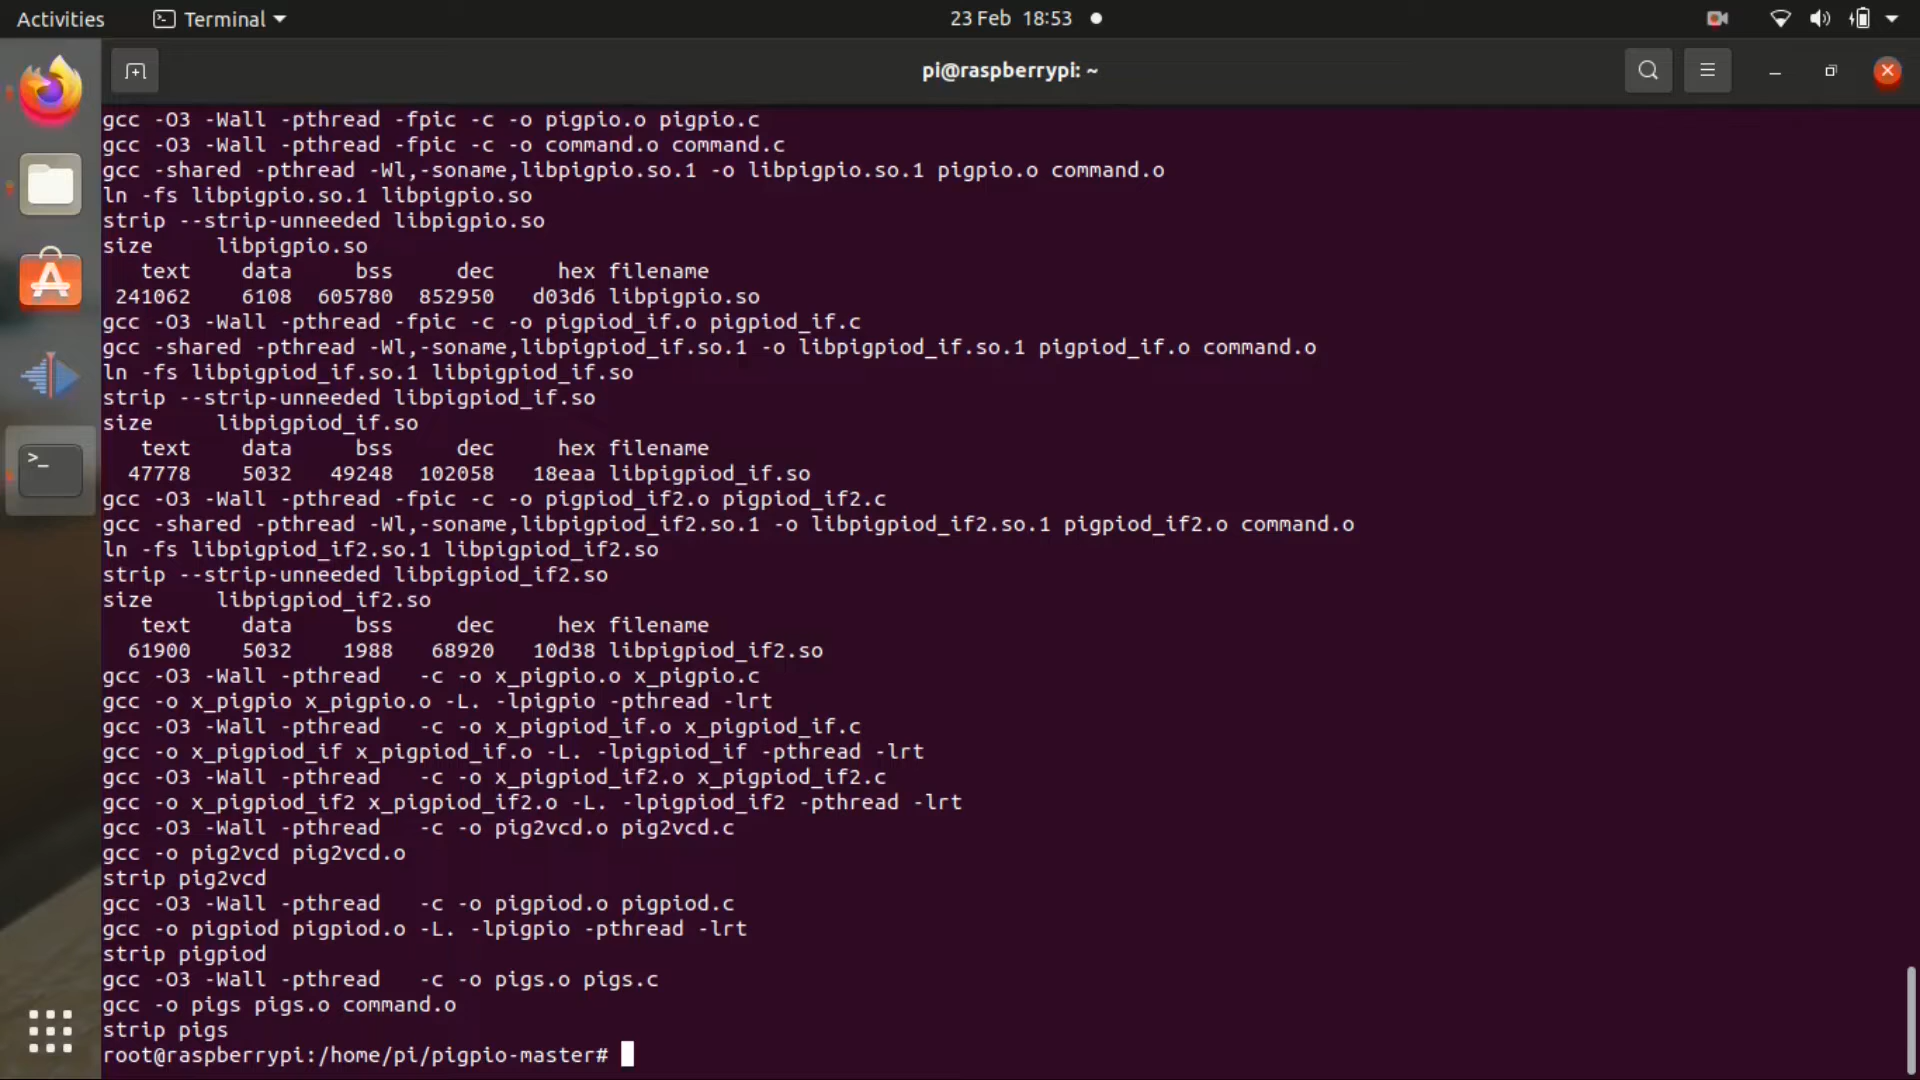 Activities
Terminal
23 Feb 18:53
pi@raspberrypi: ~
gcc -O3 -Wall -pthread -fpic -c -o pigpio.o pigpio.c
gcc -O3 -Wall -pthread -fpic -c -o command.o command.c
gcc -shared -pthread -Wl,-soname,libpigpio.so.1 -o libpigpio.so.1 pigpio.o command.o
ln -fs libpigpio.so.1 libpigpio.so
strip --strip-unneeded libpigpio.so
size     libpigpio.so
   text    data     bss     dec     hex filename
 241062    6108  605780  852950   d03d6 libpigpio.so
gcc -O3 -Wall -pthread -fpic -c -o pigpiod_if.o pigpiod_if.c
gcc -shared -pthread -Wl,-soname,libpigpiod_if.so.1 -o libpigpiod_if.so.1 pigpiod_if.o command.o
ln -fs libpigpiod_if.so.1 libpigpiod_if.so
strip --strip-unneeded libpigpiod_if.so
size     libpigpiod_if.so
   text    data     bss     dec     hex filename
  47778    5032   49248  102058   18eaa libpigpiod_if.so
gcc -O3 -Wall -pthread -fpic -c -o pigpiod_if2.o pigpiod_if2.c
gcc -shared -pthread -Wl,-soname,libpigpiod_if2.so.1 -o libpigpiod_if2.so.1 pigpiod_if2.o command.o
ln -fs libpigpiod_if2.so.1 libpigpiod_if2.so
strip --strip-unneeded libpigpiod_if2.so
size     libpigpiod_if2.so
   text    data     bss     dec     hex filename
  61900    5032    1988   68920   10d38 libpigpiod_if2.so
gcc -O3 -Wall -pthread   -c -o x_pigpio.o x_pigpio.c
gcc -o x_pigpio x_pigpio.o -L. -lpigpio -pthread -lrt
gcc -O3 -Wall -pthread   -c -o x_pigpiod_if.o x_pigpiod_if.c
gcc -o x_pigpiod_if x_pigpiod_if.o -L. -lpigpiod_if -pthread -lrt
gcc -O3 -Wall -pthread   -c -o x_pigpiod_if2.o x_pigpiod_if2.c
gcc -o x_pigpiod_if2 x_pigpiod_if2.o -L. -lpigpiod_if2 -pthread -lrt
gcc -O3 -Wall -pthread   -c -o pig2vcd.o pig2vcd.c
gcc -o pig2vcd pig2vcd.o
strip pig2vcd
gcc -O3 -Wall -pthread   -c -o pigpiod.o pigpiod.c
gcc -o pigpiod pigpiod.o -L. -lpigpio -pthread -lrt
strip pigpiod
gcc -O3 -Wall -pthread   -c -o pigs.o pigs.c
gcc -o pigs pigs.o command.o
strip pigs
root@raspberrypi:/home/pi/pigpio-master#